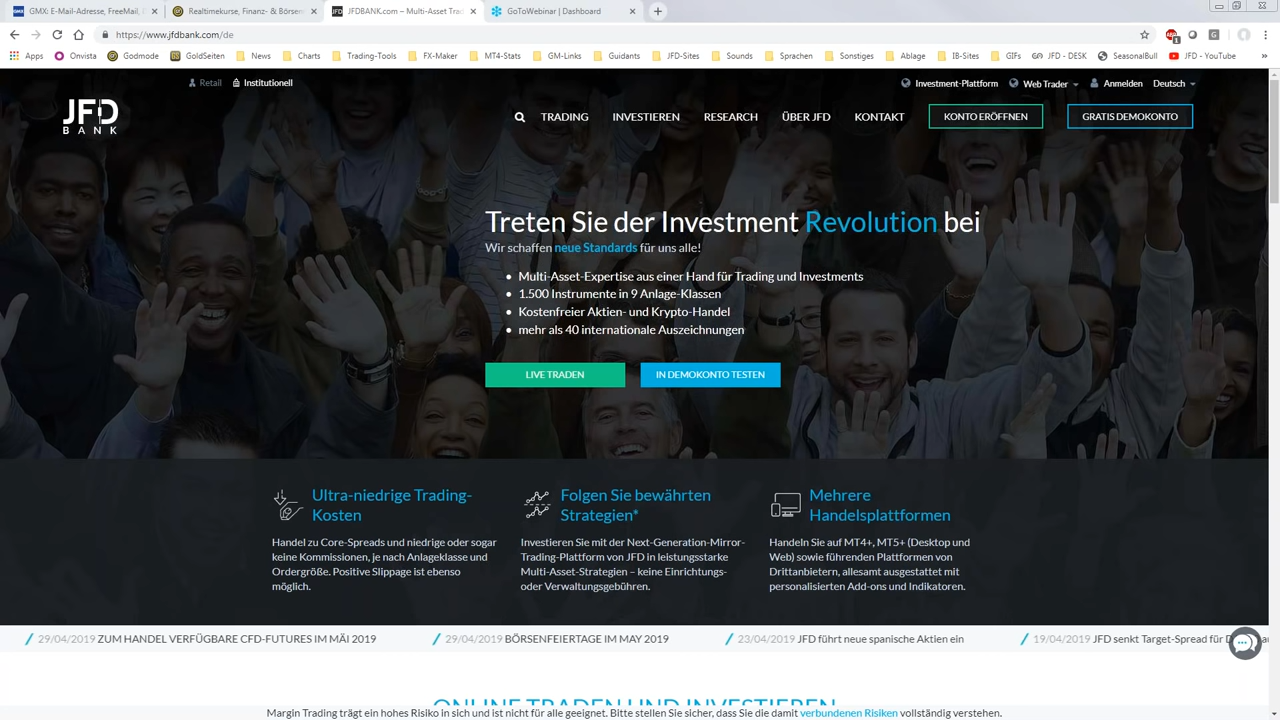 GMX: E-Mail-Adresse, FreeMail, F
Realtimekurse, Finanz- & Börsen
JFDBANK.com – Multi-Asset Trad
GoToWebinar | Dashboard
https://www.jfdbank.com/de
Apps Onvista Godmode GoldSeiten News Charts Trading-Tools FX-Maker MT4-Stats GM-Links Guidants JFD-Sites Sounds Sprachen Sonstiges Ablage IB-Sites GIFs JFD - DESK SeasonalBull JFD - YouTube
Retail Institutionell Investment-Plattform Web Trader Anmelden Deutsch
JFD
BANK
TRADING INVESTIEREN RESEARCH ÜBER JFD KONTAKT KONTO ERÖFFNEN GRATIS DEMOKONTO
Treten Sie der Investment Revolution bei
Wir schaffen neue Standards für uns alle!
• Multi-Asset-Expertise aus einer Hand für Trading und Investments
• 1.500 Instrumente in 9 Anlage-Klassen
• Kostenfreier Aktien- und Krypto-Handel
• mehr als 40 internationale Auszeichnungen
LIVE TRADEN IN DEMOKONTO TESTEN
Ultra-niedrige Trading-
Kosten
Handel zu Core-Spreads und niedrige oder sogar
keine Kommissionen, je nach Anlageklasse und
Ordergröße. Positive Slippage ist ebenso
möglich.
Folgen Sie bewährten
Strategien*
Investieren Sie mit der Next-Generation-Mirror-
Trading-Plattform von JFD in leistungsstarke
Multi-Asset-Strategien – keine Einrichtungs-
oder Verwaltungsgebühren.
Mehrere
Handelsplattformen
Handeln Sie auf MT4+, MT5+ (Desktop und
Web) sowie führenden Plattformen von
Drittanbietern, allesamt ausgestattet mit
personalisierten Add-ons und Indikatoren.
29/04/2019 ZUM HANDEL VERFÜGBARE CFD-FUTURES IM MÄI 2019
29/04/2019 BÖRSENFEIERTAGE IM MAY 2019
23/04/2019 JFD führt neue spanische Aktien ein
19/04/2019 JFD senkt Target-Spread für
ONLINE TRADEN UND INVESTIEREN
Margin Trading trägt ein hohes Risiko in sich und ist nicht für alle geeignet. Bitte stellen Sie sicher, dass Sie die damit verbundenen Risiken vollständig verstehen.